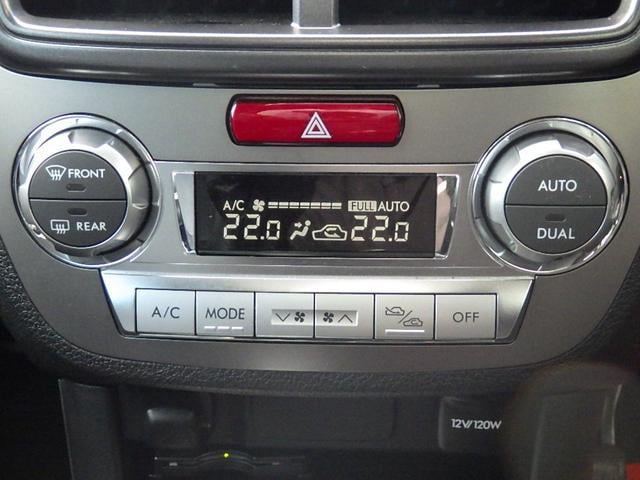 FRONT
REAR
A/C FULL AUTO
22.0 22.0
AUTO
DUAL
A/C
MODE
OFF
12V/120W